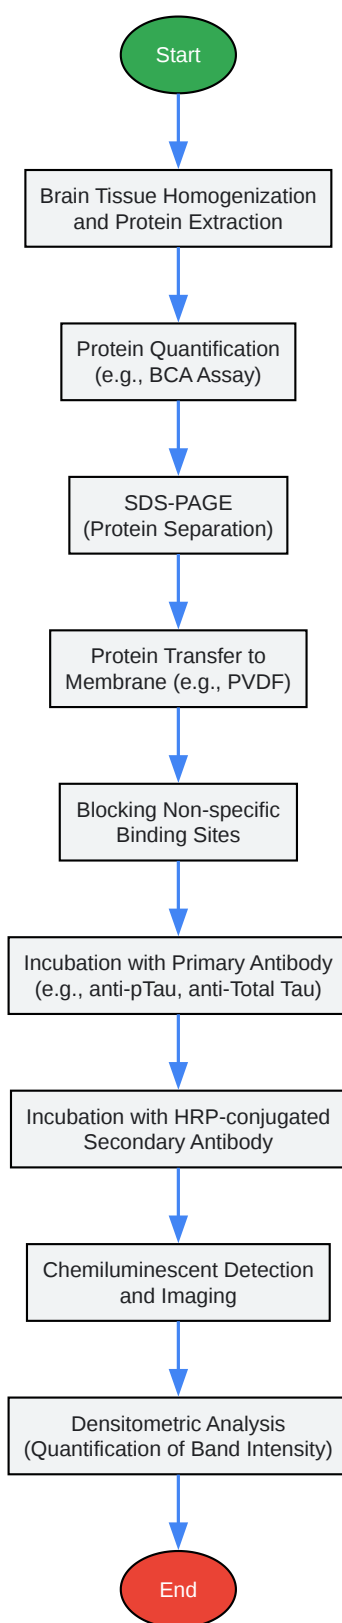 Start
Brain Tissue Homogenization
and Protein Extraction
Protein Quantification
(e.g., BCA Assay)
SDS-PAGE
(Protein Separation)
Protein Transfer to
Membrane (e.g., PVDF)
Blocking Non-specific
Binding Sites
Incubation with Primary Antibody
(e.g., anti-pTau, anti-Total Tau)
Incubation with HRP-conjugated
Secondary Antibody
Chemiluminescent Detection
and Imaging
Densitometric Analysis
(Quantification of Band Intensity)
End